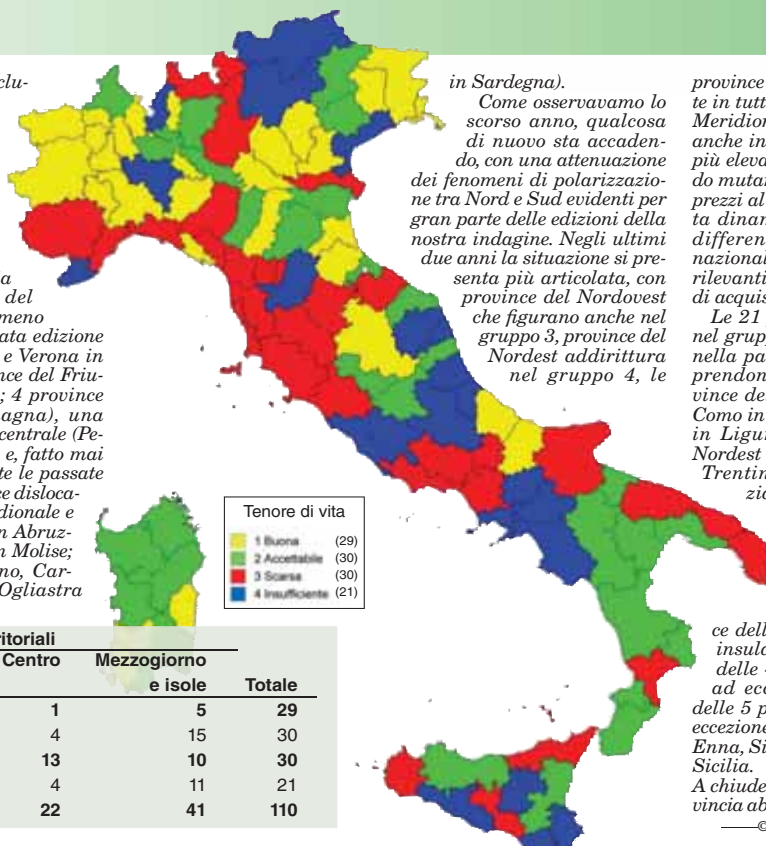 clu-
a
del
meno
ata edizione
e Verona in
nce del Friu-
; 4 province
agna), una
centrale (Pe-
e, fatto mai
te le passate
ce disloca-
dionale e
n Abruz-
n Molise;
no, Car-
Ogliastra
in Sardegna).
Come osservavamo lo
scorso anno, qualcosa
di nuovo sta accaden-
do, con una attenuazione
dei fenomeni di polarizzazio-
ne tra Nord e Sud evidenti per
gran parte delle edizioni della
nostra indagine. Negli ultimi
due anni la situazione si pre-
senta più articolata, con
province del Nordovest
che figurano anche nel
gruppo 3, province del
Nordest addirittura
nel gruppo 4, le
province
te in tutt
Meridion
anche in
più eleva
do mutar
prezzi al
ta dinam
differen
nazional
rilevanti
di acquis
Le 21
nel grupp
nella pa
prendon
vince de
Como in
in Ligur
Nordest
Trentin
zio
ce dell
insula
delle
ad ecc
delle 5 p
eccezione
Enna, Si
Sicilia.
A chiude
vincia ab
©
Tenore di vita
1 Buona (29)
2 Accettabile (30)
3 Scarsa (30)
4 Insufficiente (21)
ritoriali
Centro Mezzogiorno
e isole Totale
1 5 29
4 15 30
13 10 30
4 11 21
22 41 110